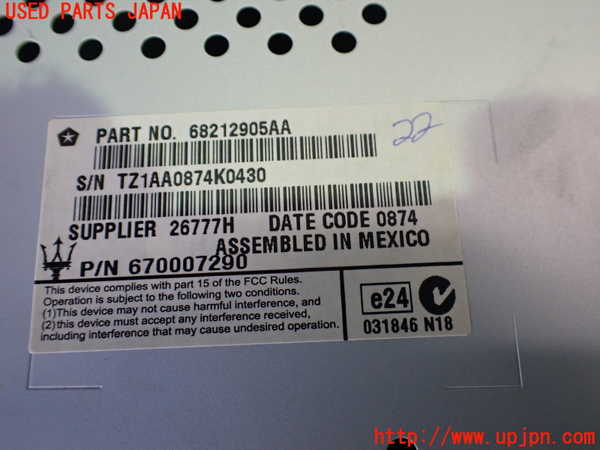 USED PARTS JAPAN
PART NO. 68212905AA
22
S/N TZ1AA0874K0430
SUPPLIER 26777H DATE CODE 0874
ASSEMBLED IN MEXICO
P/N 670007290
This device complies with part 15 of the FCC Rules.
Operation is subject to the following two conditions.
(1)This device may not cause harmful interference, and
(2)this device must accept any interference received,
including interference that may cause undesired operation.
e24
031846 N18
http://www.upjpn.com/